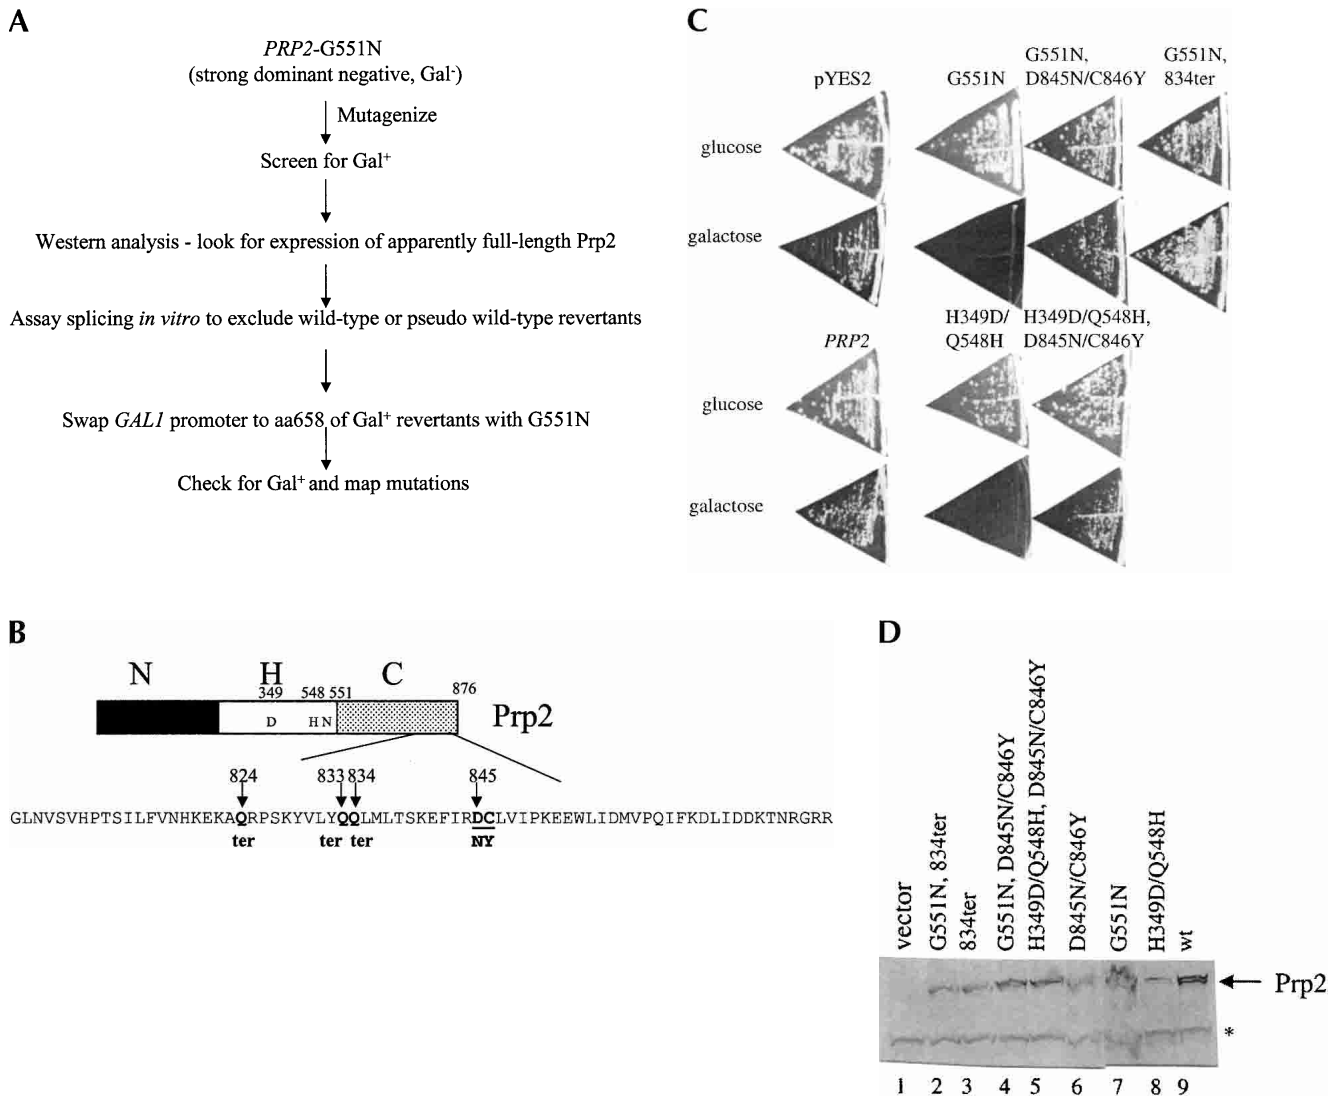 A
PRP2-G551N
(strong dominant negative, Gal-)
Mutagenize
Screen for Gal+
Western analysis - look for expression of apparently full-length Prp2
Assay splicing in vitro to exclude wild-type or pseudo wild-type revertants
Swap GAL1 promoter to aa658 of Gal+ revertants with G551N
Check for Gal+ and map mutations
C
pYES2
G551N
G551N,
D845N/C846Y
G551N,
834ter
glucose
galactose
PRP2
H349D/
Q548H
H349D/Q548H,
D845N/C846Y
glucose
galactose
B
N H C
349 548 551 876
D H N
Prp2
824 833 834 845
GLNVSVHPTSILFVNHKEKAQRPSKYVLYQQLMLTSKEFIRDCLVIPKEEWLIDMVPQIFKDLIDDKTNRGRR
ter ter ter NY
D
vector
G551N, 834ter
834ter
G551N, D845N/C846Y
H349D/Q548H, D845N/C846Y
D845N/C846Y
G551N
H349D/Q548H
wt
Prp2
*
1 2 3 4 5 6 7 8 9